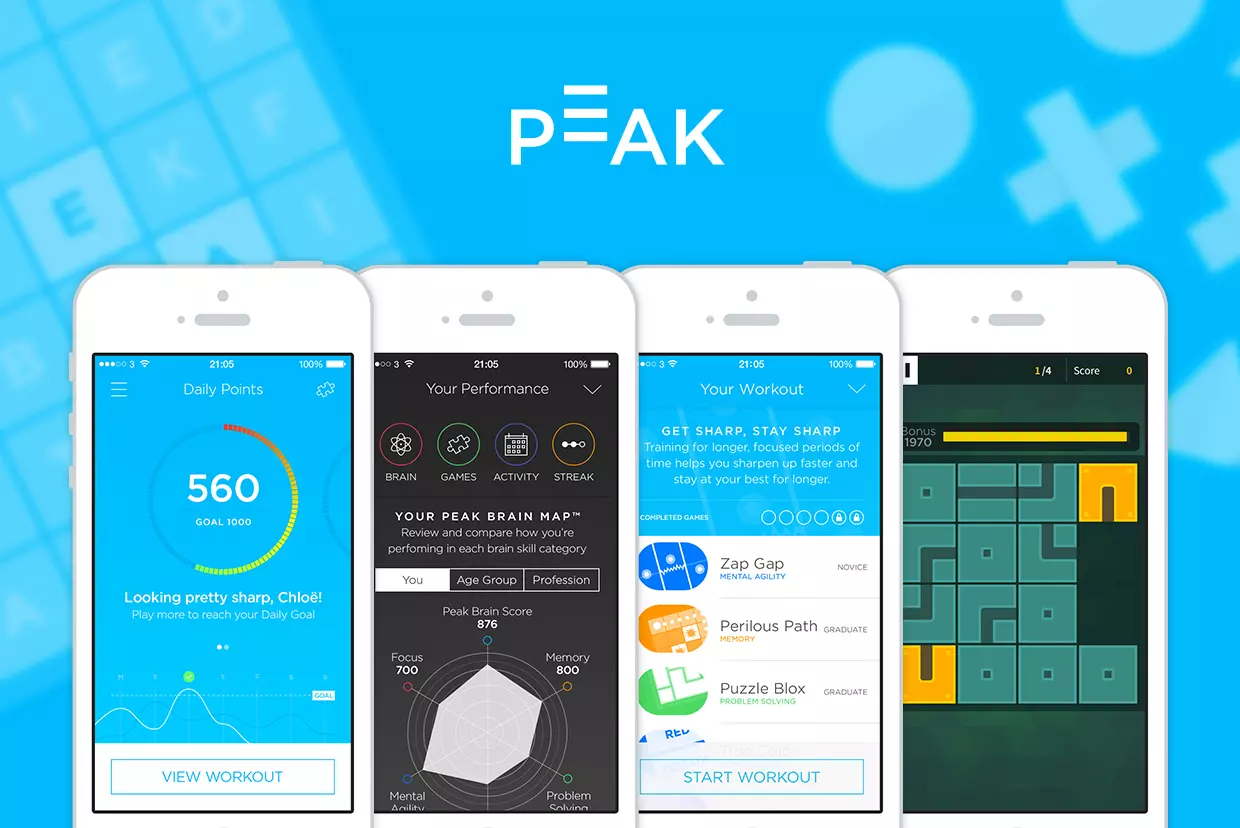 I E D
K F
E
A I
B
A
PEAK
3 21:05 100%
Daily Points
560
GOAL 1000
Looking pretty sharp, Chloë!
Play more to reach your Daily Goal
M T F S S
GOAL
VIEW WORKOUT
3 21:05 100%
Your Performance
BRAIN GAMES ACTIVITY STREAK
YOUR PEAK BRAIN MAP™
Review and compare how you're
perfoming in each brain skill category
You Age Group Profession
Peak Brain Score
876
Focus
700
Memory
800
Mental
Agility
Problem
Solving
3 21:05 100%
Your Workout
GET SHARP, STAY SHARP
Training for longer, focused periods of
time helps you sharpen up faster and
stay at your best for longer.
COMPLETED GAMES
Zap Gap NOVICE
MENTAL AGILITY
Perilous Path GRADUATE
MEMORY
Puzzle Blox GRADUATE
PROBLEM SOLVING
RED
True Color
START WORKOUT
1/4 Score 0
Bonus
1970